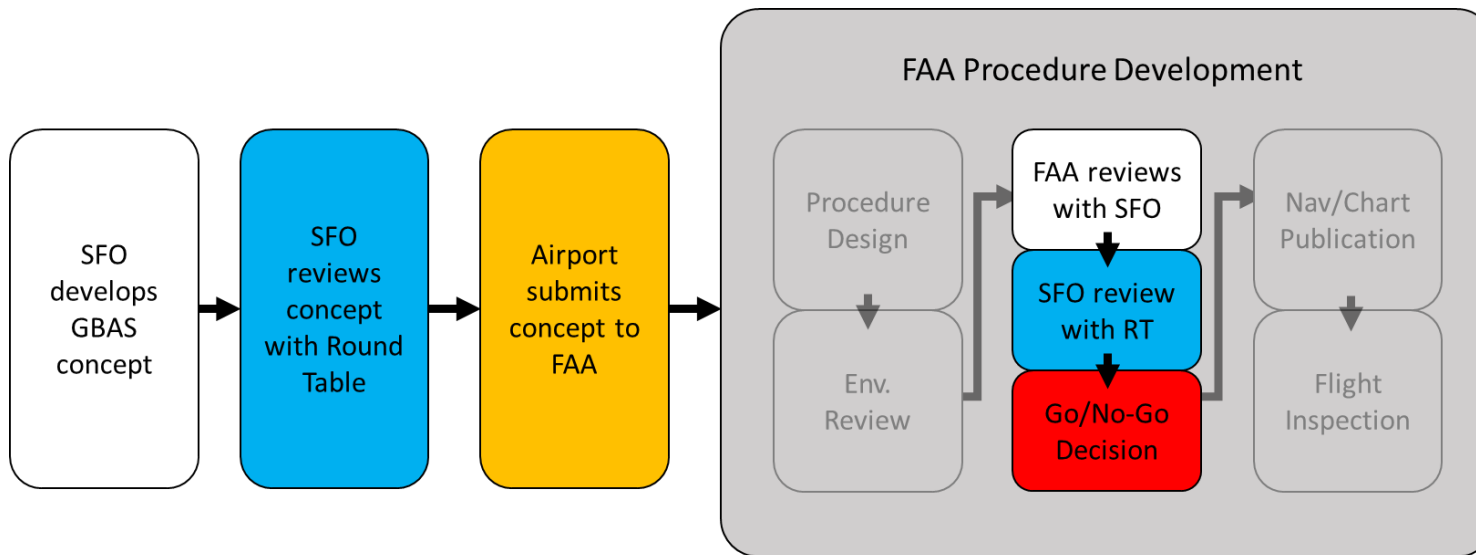 FAA Procedure Development
SFO
develops
GBAS
concept
SFO
reviews
concept
with Round
Table
Airport
submits
concept to
FAA
Procedure
Design
Env.
Review
FAA reviews
with SFO
SFO review
with RT
Go/No-Go
Decision
Nav/Chart
Publication
Flight
Inspection